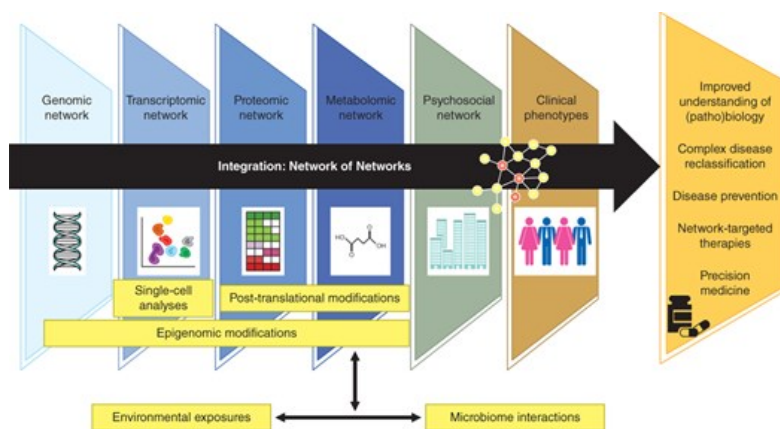 Genomic
network
Transcriptomic
network
Proteomic
network
Metabolomic
network
Psychosocial
network
Clinical
phenotypes
Integration: Network of Networks
HO
O
O
OH
Single-cell
analyses
Post-translational modifications
Epigenomic modifications
Environmental exposures
Microbiome interactions
Improved
understanding of
(patho)biology
Complex disease
reclassification
Disease prevention
Network-targeted
therapies
Precision
medicine